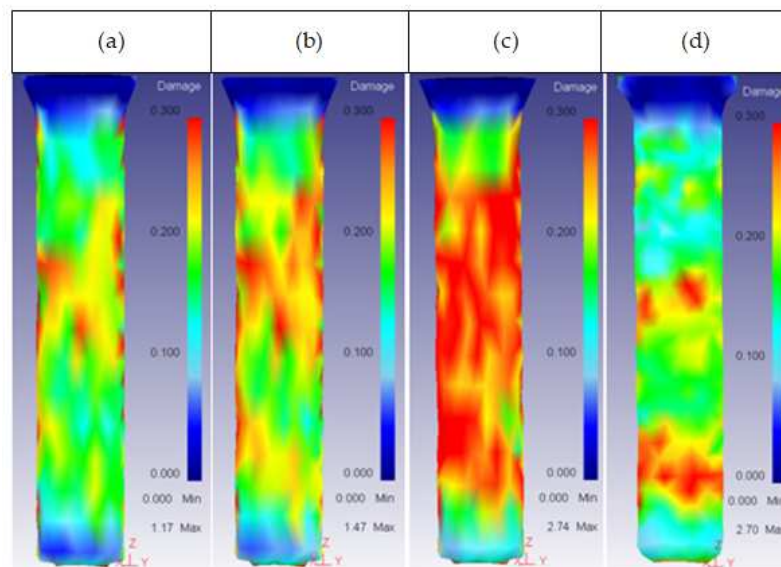 (a) (b) (c) (d)
Damage Damage Damage Damage
0.300 0.300 0.300 0.300
0.200 0.200 0.200 0.200
0.100 0.100 0.100 0.100
0.000 0.000 0.000 0.000
0.000 Min 0.000 Min 0.000 Min 0.000 Min
1.17 Max 1.47 Max 2.74 Max 2.70 Max
Z Z Z Z
X Y X Y X Y X Y